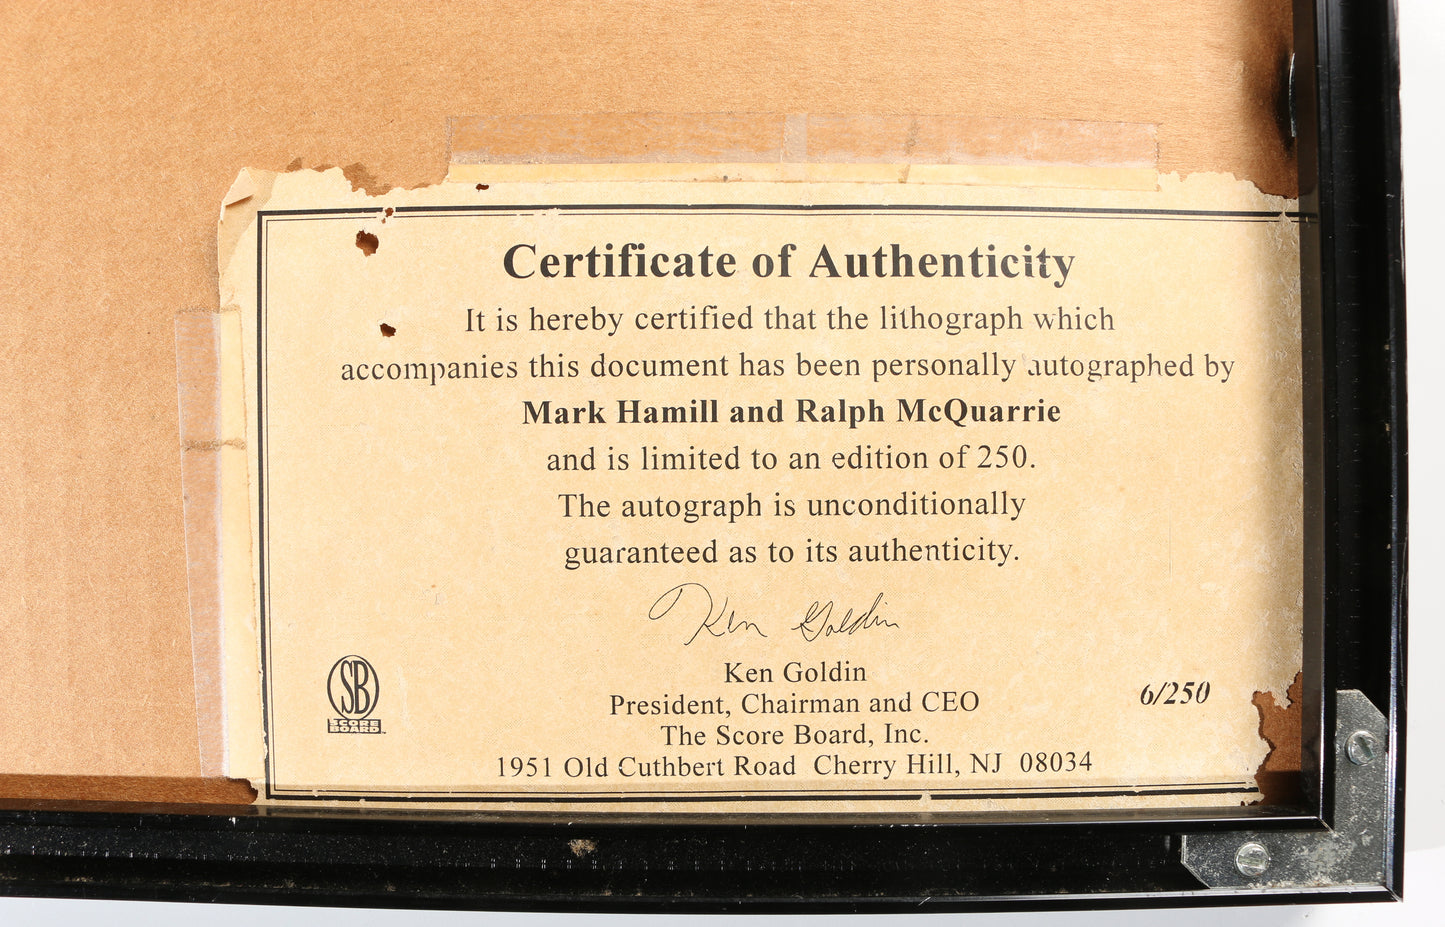 Certificate of Authenticity
It is hereby certified that the lithograph which
accompanies this document has been personally autographed by
Mark Hamill and Ralph McQuarrie
and is limited to an edition of 250.
The autograph is unconditionally
guaranteed as to its authenticity.
Ken Goldin
Ken Goldin
President, Chairman and CEO
The Score Board, Inc.
1951 Old Cuthbert Road Cherry Hill, NJ 08034
SB
SCORE
BOARD
6/250